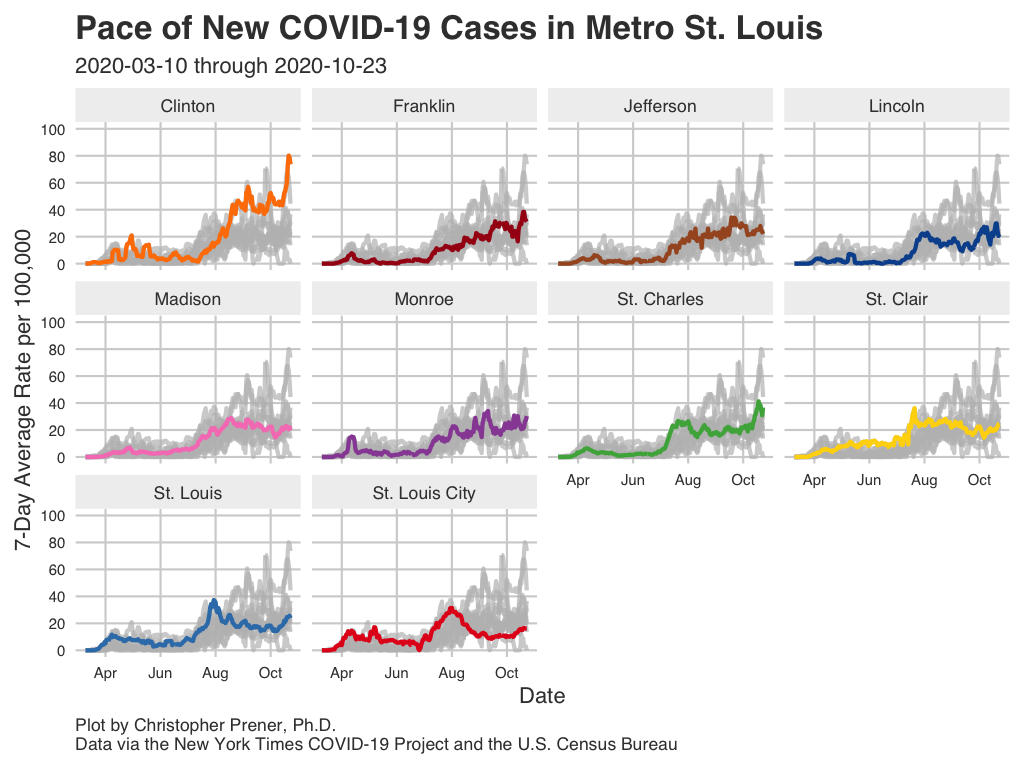 Pace of New COVID-19 Cases in Metro St. Louis
2020-03-10 through 2020-10-23
Clinton Franklin Jefferson Lincoln
100
80
60
40
20
0
Madison Monroe St. Charles St. Clair
100
80
60
40
20
0
Apr Jun Aug Oct Apr Jun Aug Oct
St. Louis St. Louis City
100
80
60
40
20
0
Apr Jun Aug Oct Apr Jun Aug Oct
7-Day Average Rate per 100,000
Date
Plot by Christopher Prener, Ph.D.
Data via the New York Times COVID-19 Project and the U.S. Census Bureau